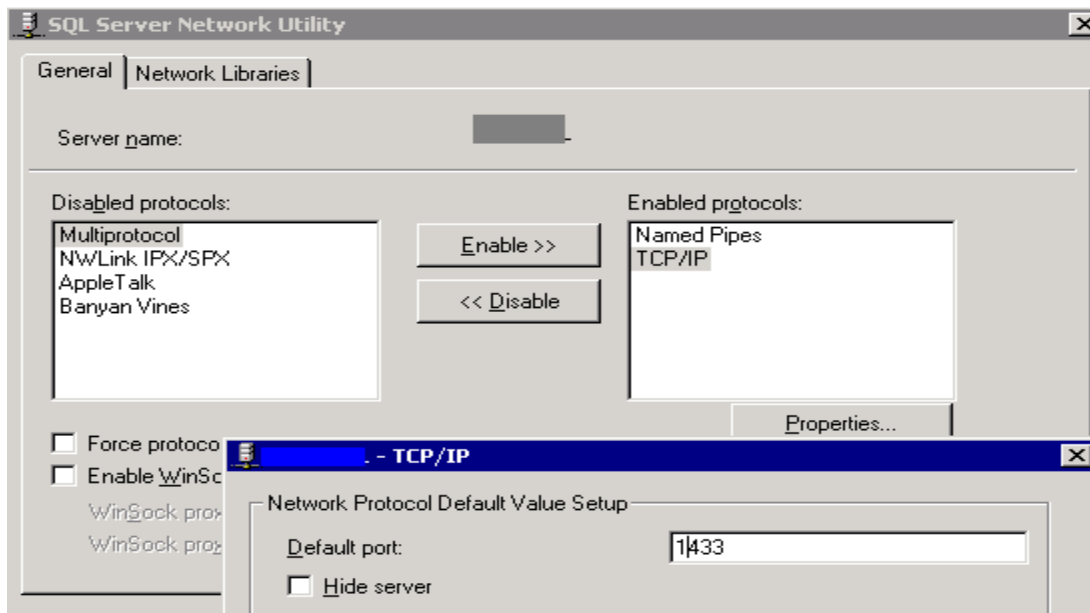 SQL Server Network Utility
General Network Libraries
Server name:
Disabled protocols:
Enabled protocols:
Multiprotocol
NWLink IPX/SPX
AppleTalk
Banyan Vines
Enable >>
<< Disable
Named Pipes
TCP/IP
Properties...
Force protoco
Enable WinSc
WinSock prox
WinSock prox
- TCP/IP
Network Protocol Default Value Setup
Default port: 1433
Hide server